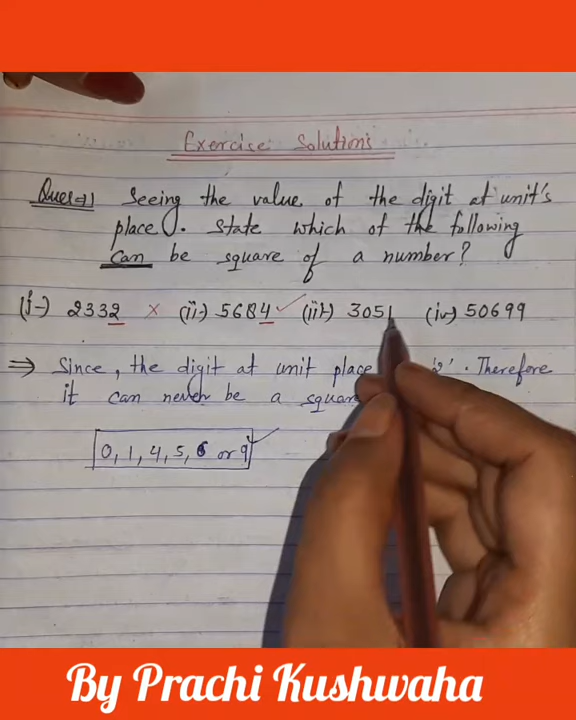 Exercise Solutions
Ques:-1 Seeing the value of the digit at unit's
place. State which of the following
can be square of a number?
(i-) 2332 × (ii-) 5684 ✓ (iii-) 3051 (iv-) 50699
⇒ Since, the digit at unit place '2'. Therefore
it can never be a square
0, 1, 4, 5, 6 or 9 ✓
By Prachi Kushwaha